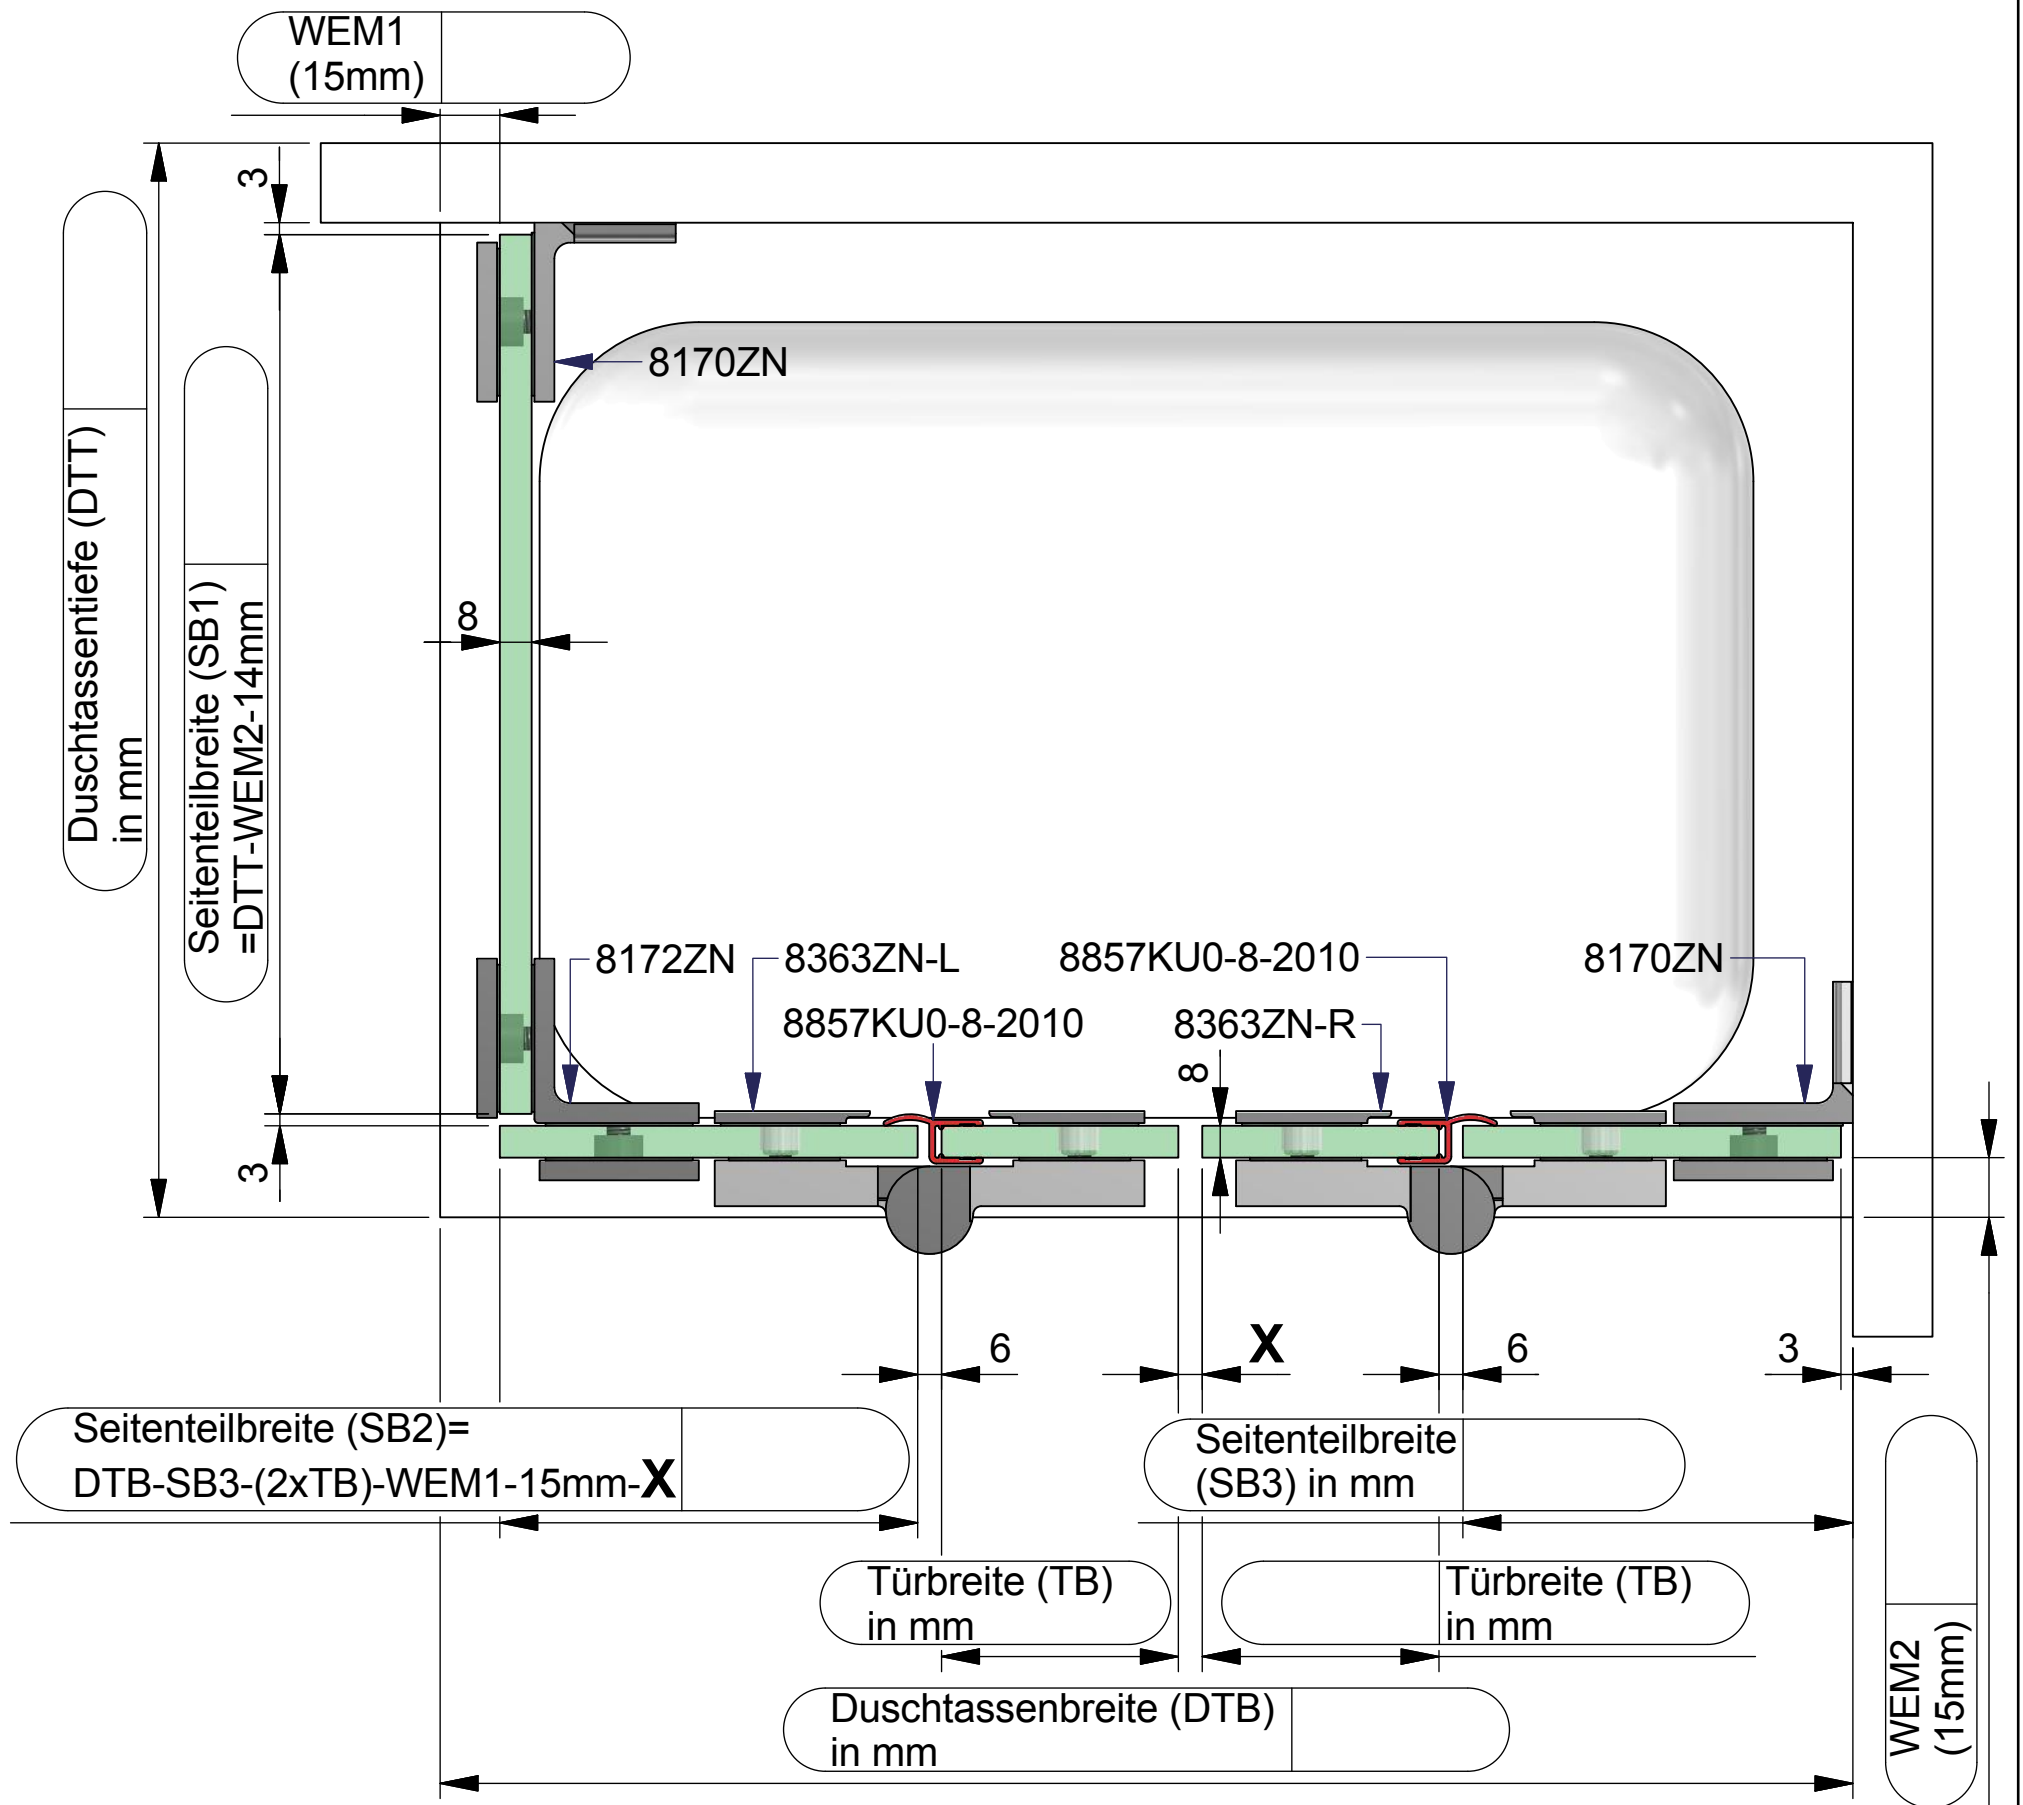 WEM1
(15mm)
3
8170ZN
Duschtassentiefe (DTT)
in mm
Seitenteilbreite (SB1)
=DTT-WEM2-14mm
8
8172ZN
8363ZN-L
8857KU0-8-2010
8170ZN
8857KU0-8-2010
8363ZN-R
8
3
6
X
6
3
Seitenteilbreite (SB2)=
DTB-SB3-(2xTB)-WEM1-15mm-X
Seitenteilbreite
(SB3) in mm
Türbreite (TB)
in mm
Türbreite (TB)
in mm
WEM2
(15mm)
Duschtassenbreite (DTB)
in mm